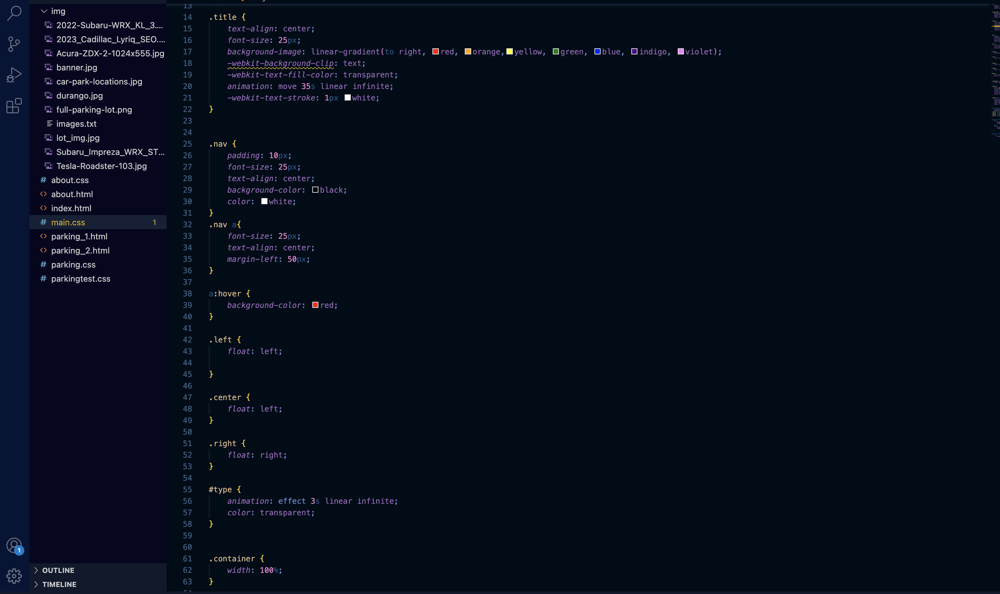 img
2022-Subaru-WRX_KL_3....
2023_Cadillac_Lyriq_SEO....
Acura-ZDX-2-1024x555.jpg
banner.jpg
car-park-locations.jpg
durango.jpg
full-parking-lot.png
images.txt
lot_img.jpg
Subaru_Impreza_WRX_ST...
Tesla-Roadster-103.jpg
# about.css
<> about.html
<> index.html
# main.css 1
<> parking_1.html
<> parking_2.html
# parking.css
# parkingtest.css
1
OUTLINE
TIMELINE
13
14 .title {
15 text-align: center;
16 font-size: 25px;
17 background-image: linear-gradient(to right, red, orange,yellow, green, blue, indigo, violet);
18 -webkit-background-clip: text;
19 -webkit-text-fill-color: transparent;
20 animation: move 35s linear infinite;
21 -webkit-text-stroke: 1px white;
22 }
23
24
25 .nav {
26 padding: 10px;
27 font-size: 25px;
28 text-align: center;
29 background-color: black;
30 color: white;
31 }
32 .nav a{
33 font-size: 25px;
34 text-align: center;
35 margin-left: 50px;
36 }
37
38 a:hover {
39 background-color: red;
40 }
41
42 .left {
43 float: left;
44
45 }
46
47 .center {
48 float: left;
49 }
50
51 .right {
52 float: right;
53 }
54
55 #type {
56 animation: effect 3s linear infinite;
57 color: transparent;
58 }
59
60
61 .container {
62 width: 100%;
63 }